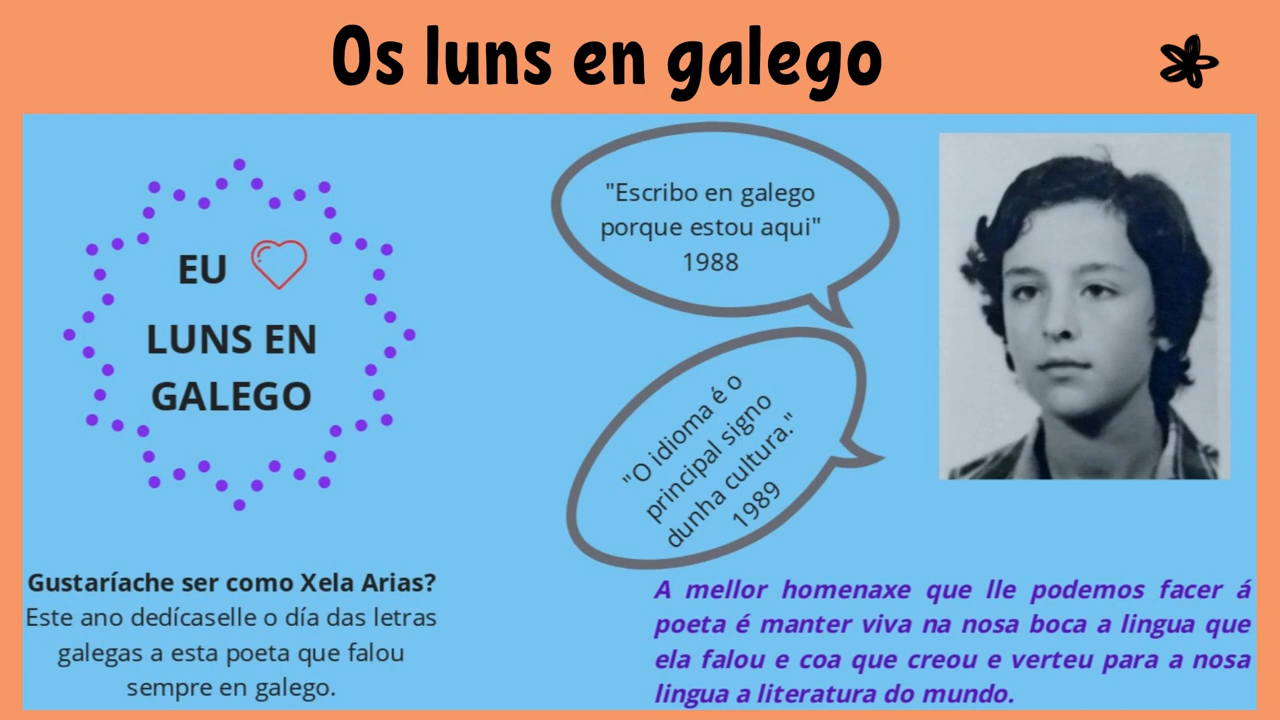 Os luns en galego
EU
LUNS EN
GALEGO
"Escribo en galego
porque estou aqui"
1988
"O idioma é o
principal signo
dunha cultura."
1989
Gustaríache ser como Xela Arias?
Este ano dedícaselle o día das letras
galegas a esta poeta que falou
sempre en galego.
A mellor homenaxe que lle podemos facer á
poeta é manter viva na nosa boca a lingua que
ela falou e coa que creou e verteu para a nosa
lingua a literatura do mundo.